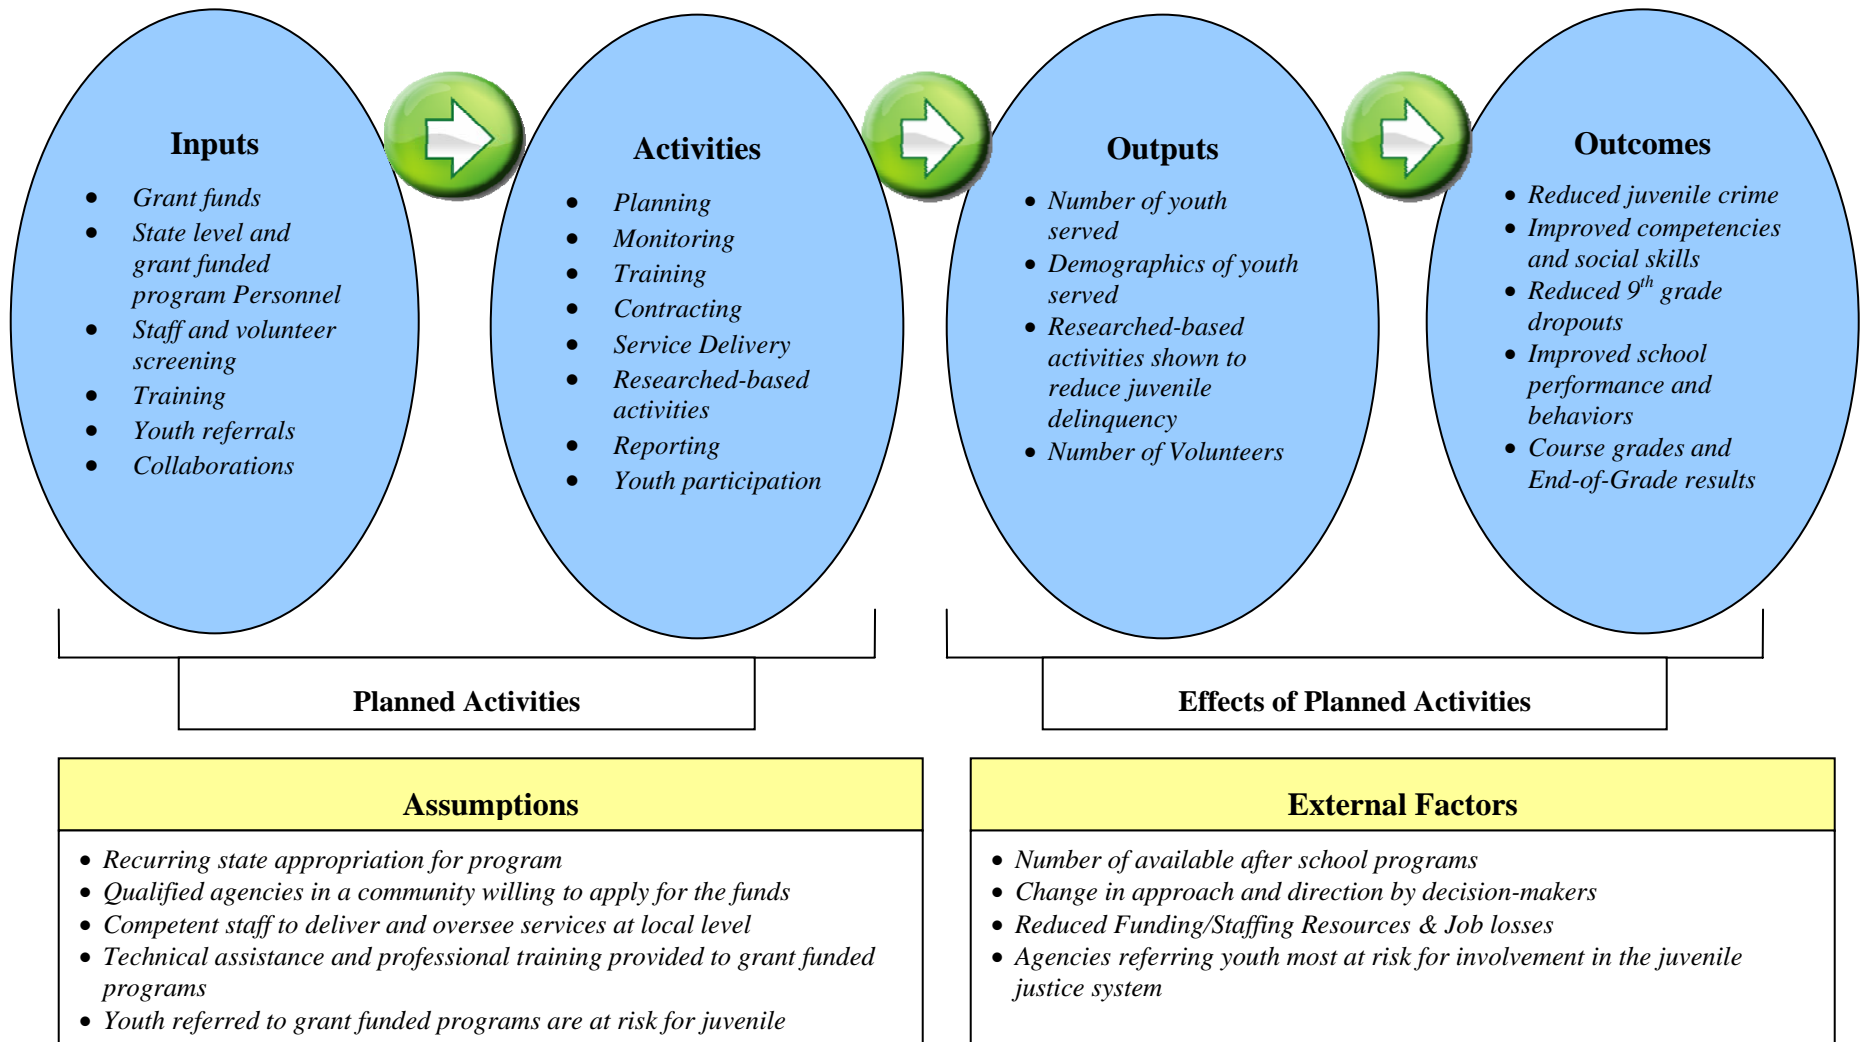 Inputs
• Grant funds
• State level and
grant funded
program Personnel
• Staff and volunteer
screening
• Training
• Youth referrals
• Collaborations
Activities
• Planning
• Monitoring
• Training
• Contracting
• Service Delivery
• Researched-based
activities
• Reporting
• Youth participation
Outputs
• Number of youth
served
• Demographics of youth
served
• Researched-based
activities shown to
reduce juvenile
delinquency
• Number of Volunteers
Outcomes
• Reduced juvenile crime
• Improved competencies
and social skills
• Reduced 9th grade
dropouts
• Improved school
performance and
behaviors
• Course grades and
End-of-Grade results
Planned Activities
Effects of Planned Activities
Assumptions
• Recurring state appropriation for program
• Qualified agencies in a community willing to apply for the funds
• Competent staff to deliver and oversee services at local level
• Technical assistance and professional training provided to grant funded
programs
• Youth referred to grant funded programs are at risk for juvenile
External Factors
• Number of available after school programs
• Change in approach and direction by decision-makers
• Reduced Funding/Staffing Resources & Job losses
• Agencies referring youth most at risk for involvement in the juvenile
justice system